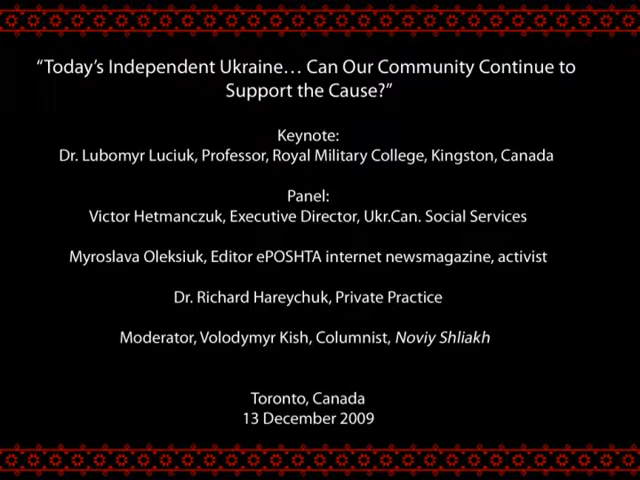 “Today’s Independent Ukraine… Can Our Community Continue to
Support the Cause?”
Keynote:
Dr. Lubomyr Luciuk, Professor, Royal Military College, Kingston, Canada
Panel:
Victor Hetmanczuk, Executive Director, Ukr.Can. Social Services
Myroslava Oleksiuk, Editor ePOSHTA internet newsmagazine, activist
Dr. Richard Hareychuk, Private Practice
Moderator, Volodymyr Kish, Columnist, Noviy Shliakh
Toronto, Canada
13 December 2009